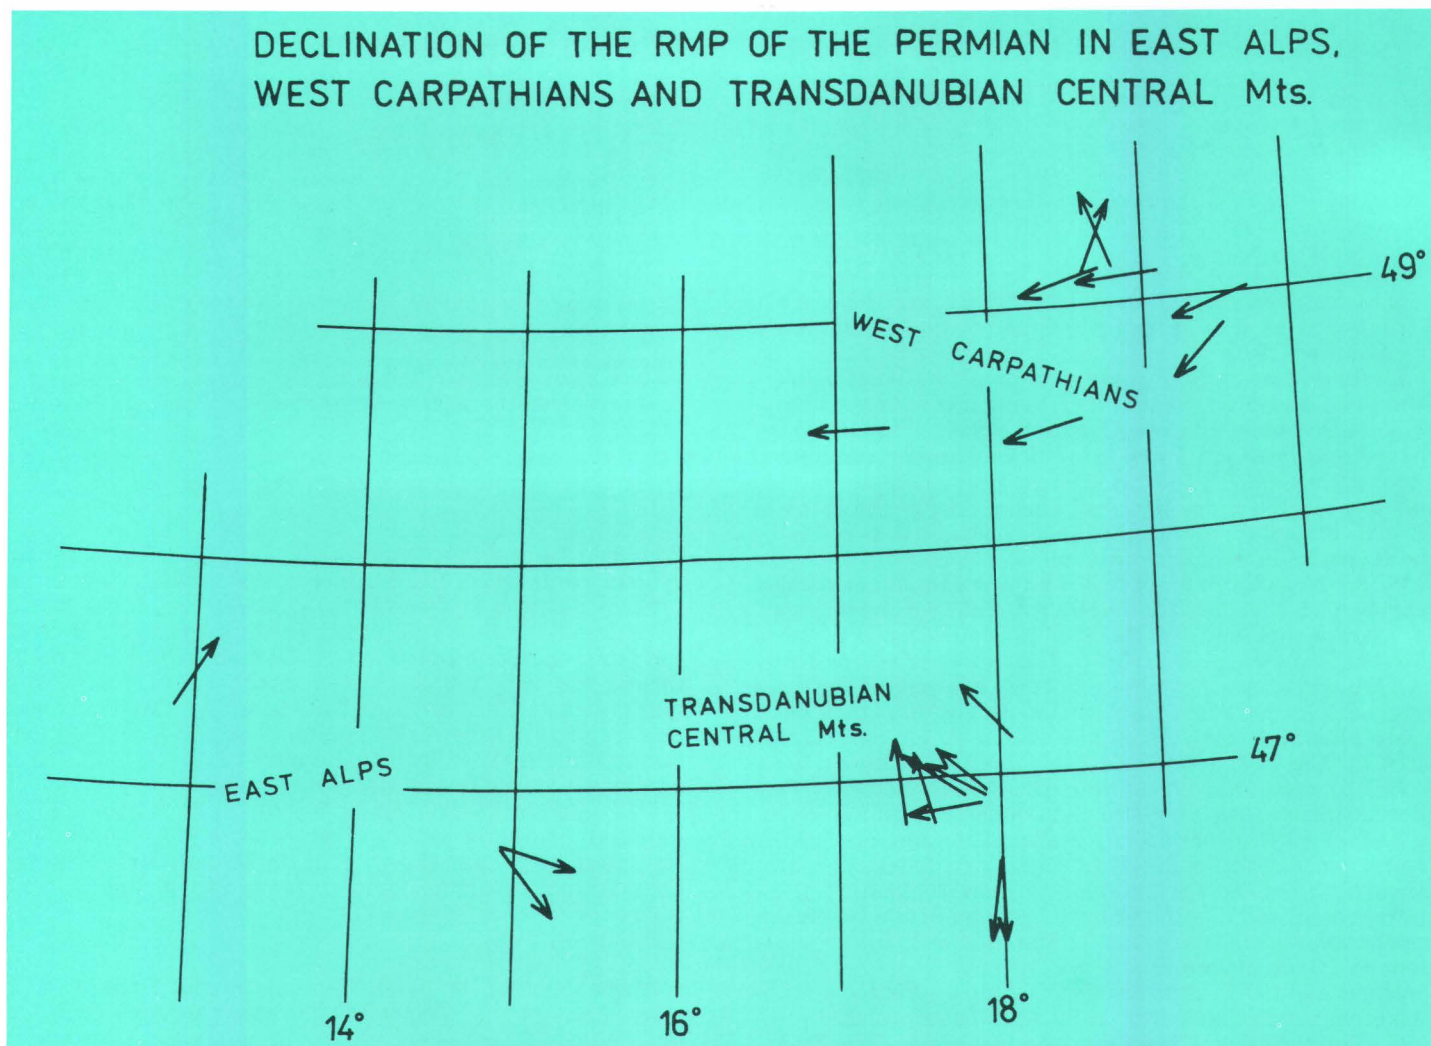 DECLINATION OF THE RMP OF THE PERMIAN IN EAST ALPS,
WEST CARPATHIANS AND TRANSDANUBIAN CENTRAL Mts.
49°
WEST CARPATHIANS
TRANSDANUBIAN
CENTRAL Mts.
47°
EAST ALPS
14°
16°
18°